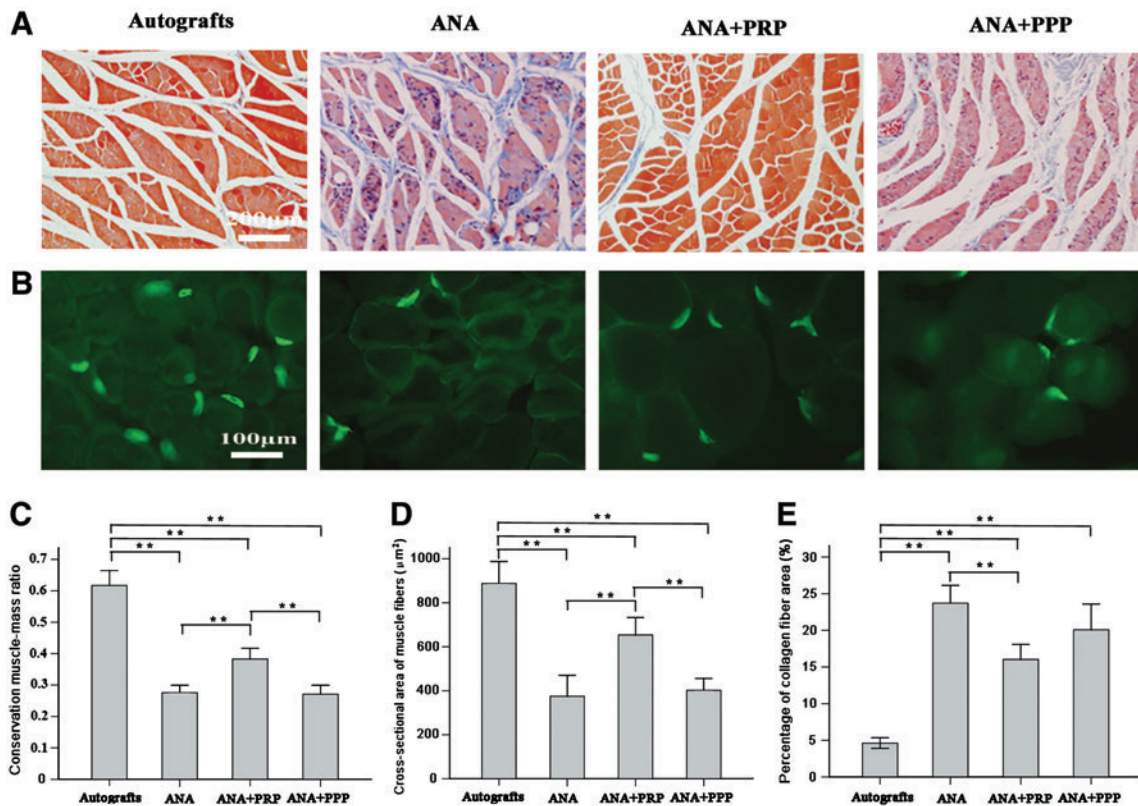 A
Autografts
ANA
ANA+PRP
ANA+PPP
200μm
B
100μm
C
Conservation muscle-mass ratio
0.7
0.6
0.5
0.4
0.3
0.2
0.1
0
** 
**
**
**
**
Autografts
ANA
ANA+PRP
ANA+PPP
D
Cross-sectional area of muscle fibers (μm²)
1000
800
600
400
200
0
**
**
**
**
**
Autografts
ANA
ANA+PRP
ANA+PPP
E
Percentage of collagen fiber area (%)
30
25
20
15
10
5
0
**
**
**
**
Autografts
ANA
ANA+PRP
ANA+PPP